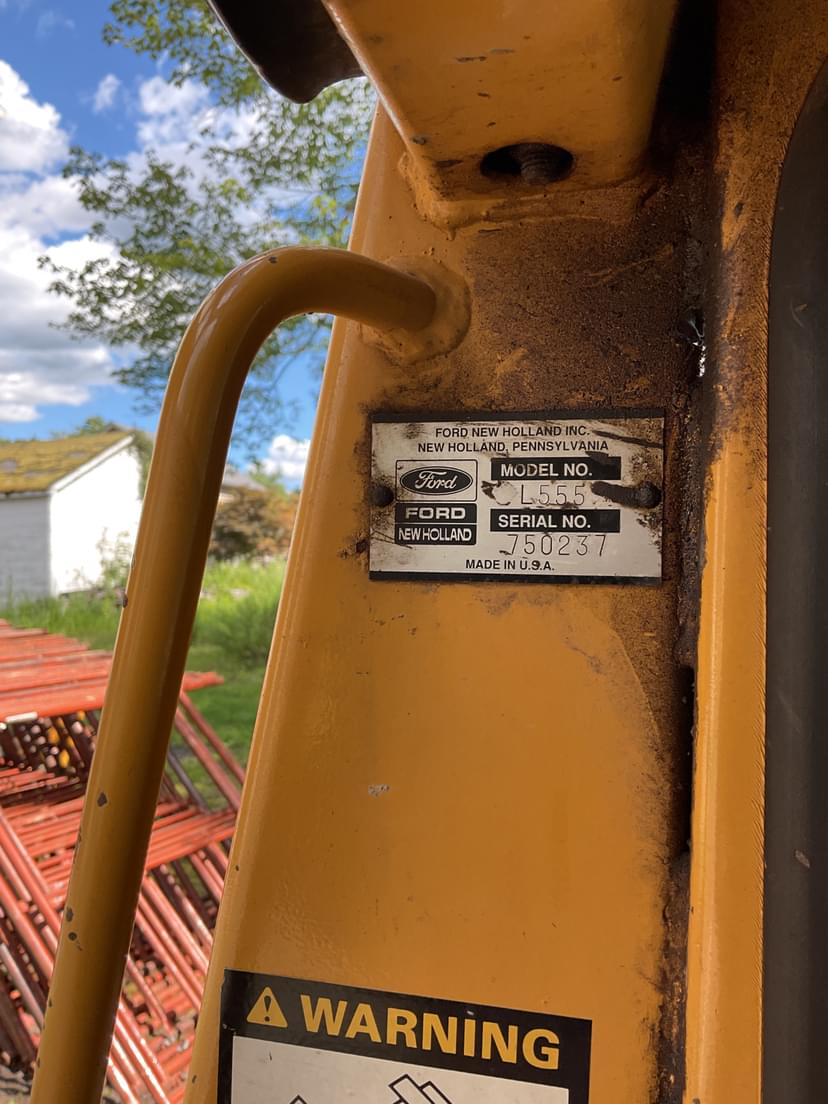 FORD NEW HOLLAND INC.
NEW HOLLAND, PENNSYLVANIA
Ford
MODEL NO.
CL555
FORD
NEW HOLLAND
SERIAL NO.
750237
MADE IN U.S.A.
WARNING